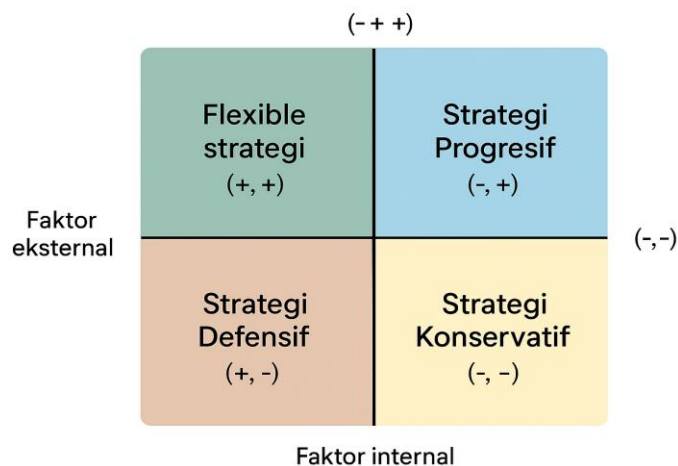 (- + +)
Flexible
strategi
(+, +)
Strategi
Progresif
(-, +)
Faktor
eksternal
(-,-)
Strategi
Defensif
(+, -)
Strategi
Konservatif
(-, -)
Faktor internal